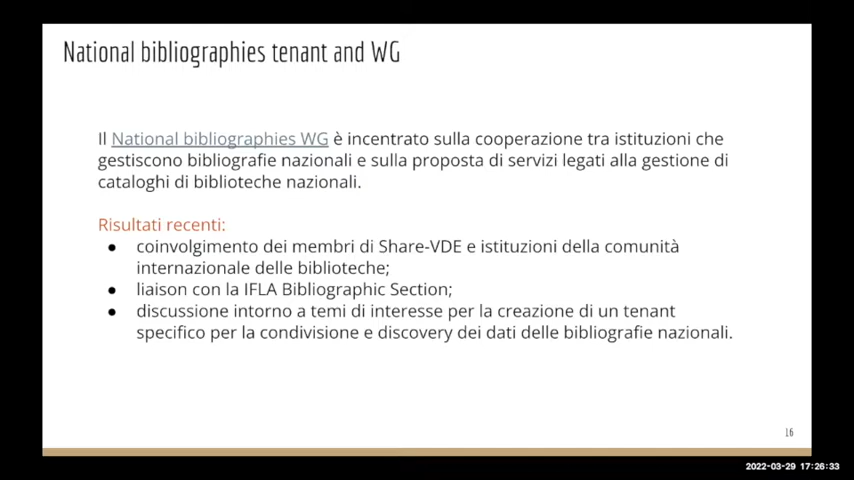 National bibliographies tenant and WG
Il National bibliographies WG è incentrato sulla cooperazione tra istituzioni che
gestiscono bibliografie nazionali e sulla proposta di servizi legati alla gestione di
cataloghi di biblioteche nazionali.
Risultati recenti:
● coinvolgimento dei membri di Share-VDE e istituzioni della comunità
internazionale delle biblioteche;
● liaison con la IFLA Bibliographic Section;
● discussione intorno a temi di interesse per la creazione di un tenant
specifico per la condivisione e discovery dei dati delle bibliografie nazionali.
16
2022-03-29 17:26:33